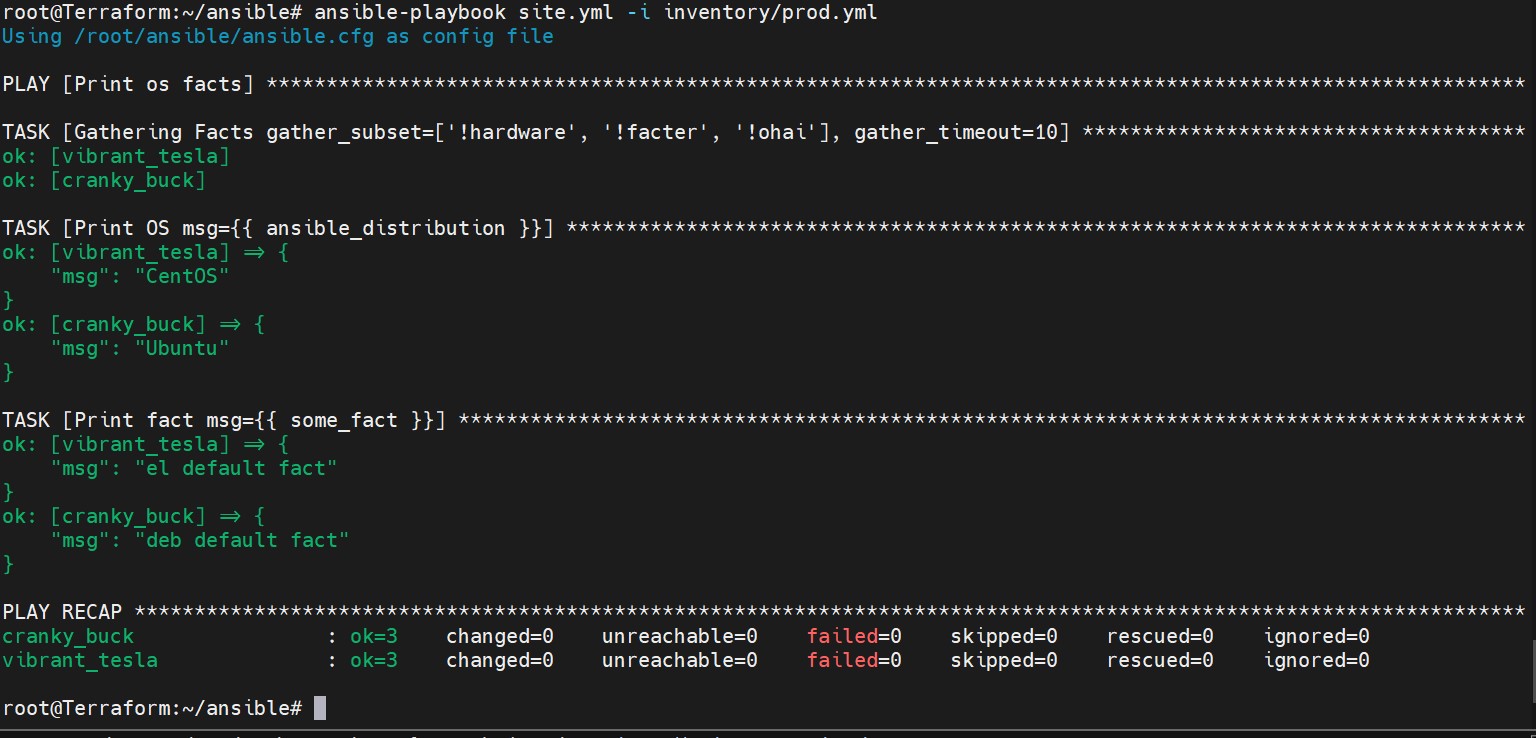 root@Terraform:~/ansible# ansible-playbook site.yml -i inventory/prod.yml
Using /root/ansible/ansible.cfg as config file
PLAY [Print os facts] *********************************************************************************************************
TASK [Gathering Facts gather_subset=['!hardware', '!facter', '!ohai'], gather_timeout=10] *************************************
ok: [vibrant_tesla]
ok: [cranky_buck]
TASK [Print OS msg={{ ansible_distribution }}] ********************************************************************************
ok: [vibrant_tesla] => {
    "msg": "CentOS"
}
ok: [cranky_buck] => {
    "msg": "Ubuntu"
}
TASK [Print fact msg={{ some_fact }}] *****************************************************************************************
ok: [vibrant_tesla] => {
    "msg": "el default fact"
}
ok: [cranky_buck] => {
    "msg": "deb default fact"
}
PLAY RECAP ********************************************************************************************************************
cranky_buck                : ok=3    changed=0    unreachable=0    failed=0    skipped=0    rescued=0    ignored=0
vibrant_tesla              : ok=3    changed=0    unreachable=0    failed=0    skipped=0    rescued=0    ignored=0
root@Terraform:~/ansible#